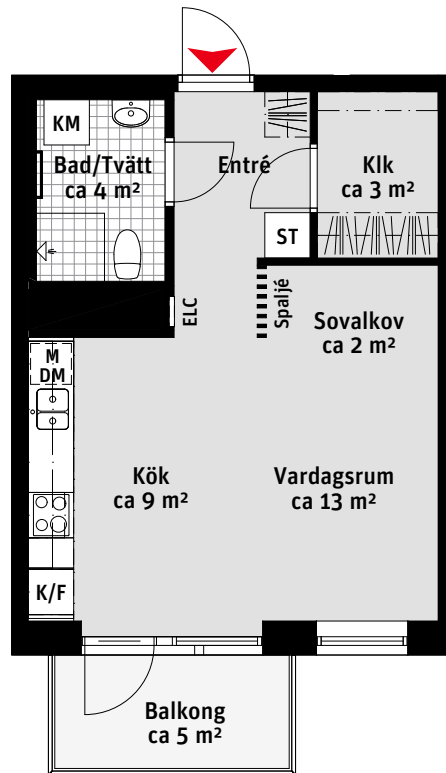 KM
Bad/Tvätt
ca 4 m²
Entré
Klk
ca 3 m²
ST
ELC
Spaljé
Sovalkov
ca 2 m²
M
DM
Kök
ca 9 m²
Vardagsrum
ca 13 m²
K/F
Balkong
ca 5 m²